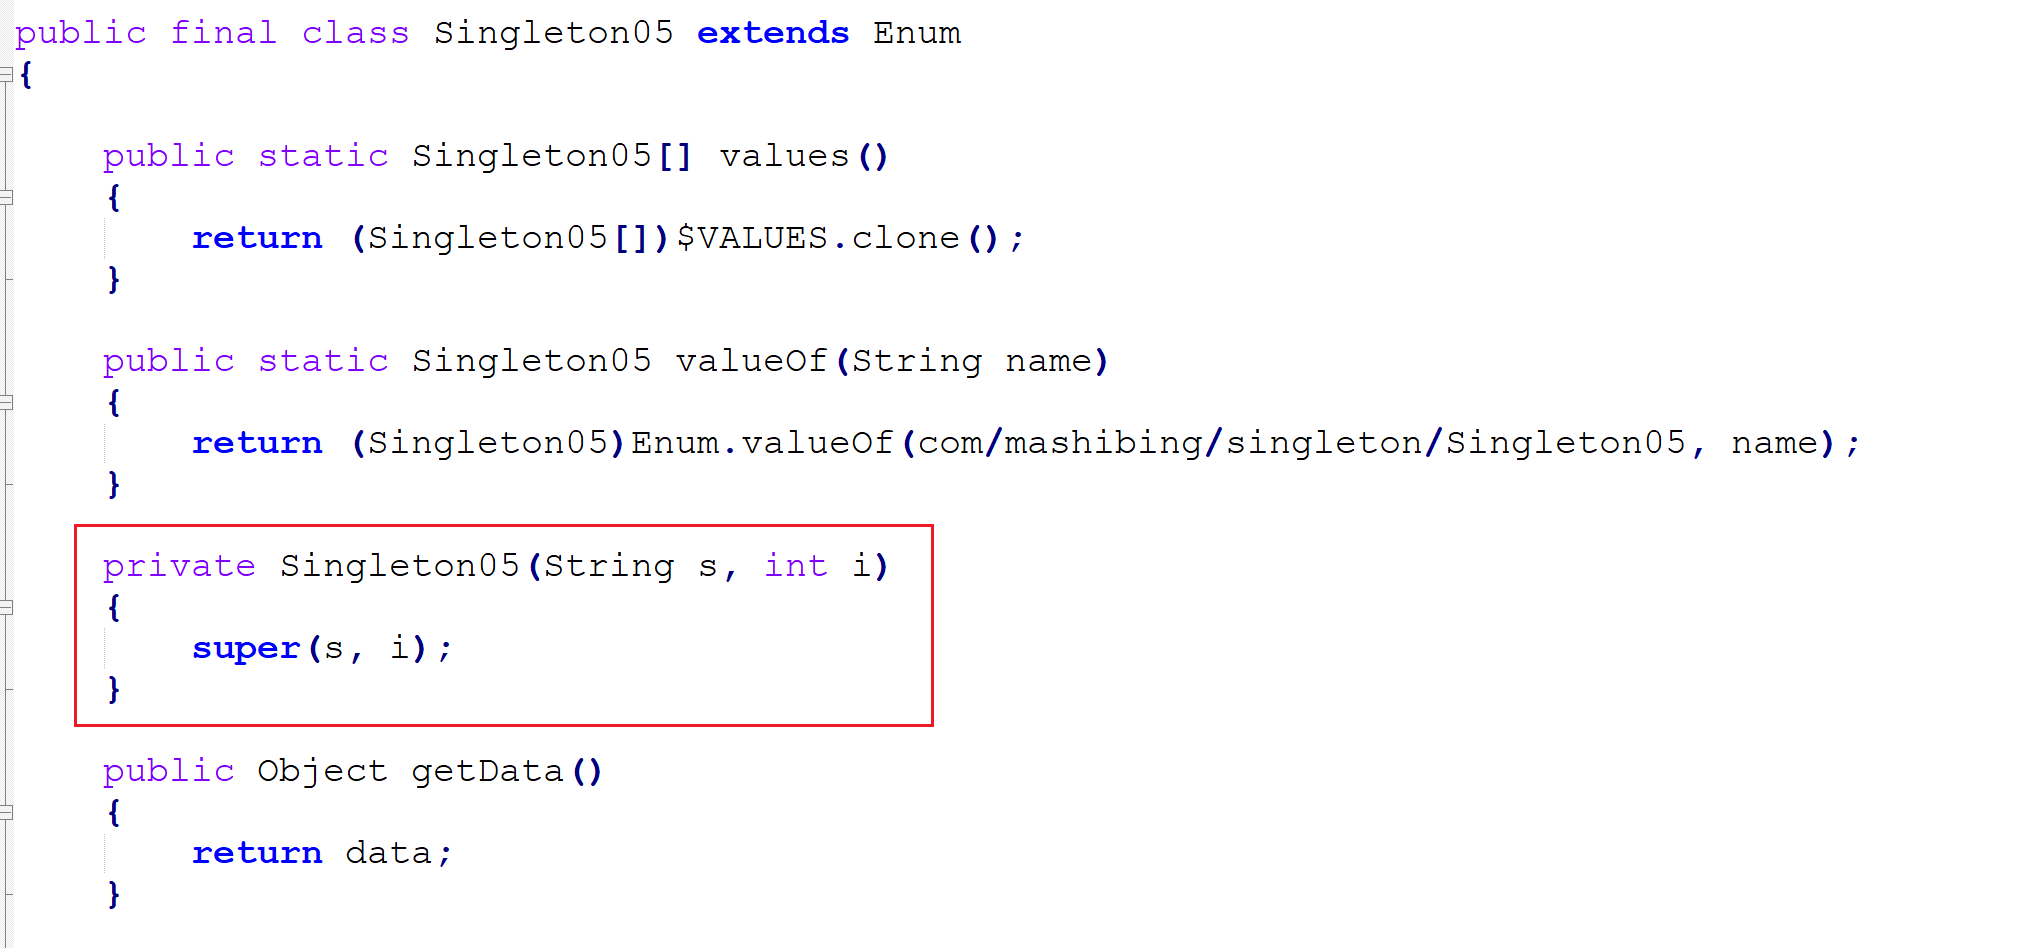 public final class Singleton05 extends Enum
{
public static Singleton05[] values()
{
return (Singleton05[])$VALUES.clone();
}
public static Singleton05 valueOf(String name)
{
return (Singleton05)Enum.valueOf(com/mashibing/singleton/Singleton05, name);
}
private Singleton05(String s, int i)
{
super(s, i);
}
public Object getData()
{
return data;
}